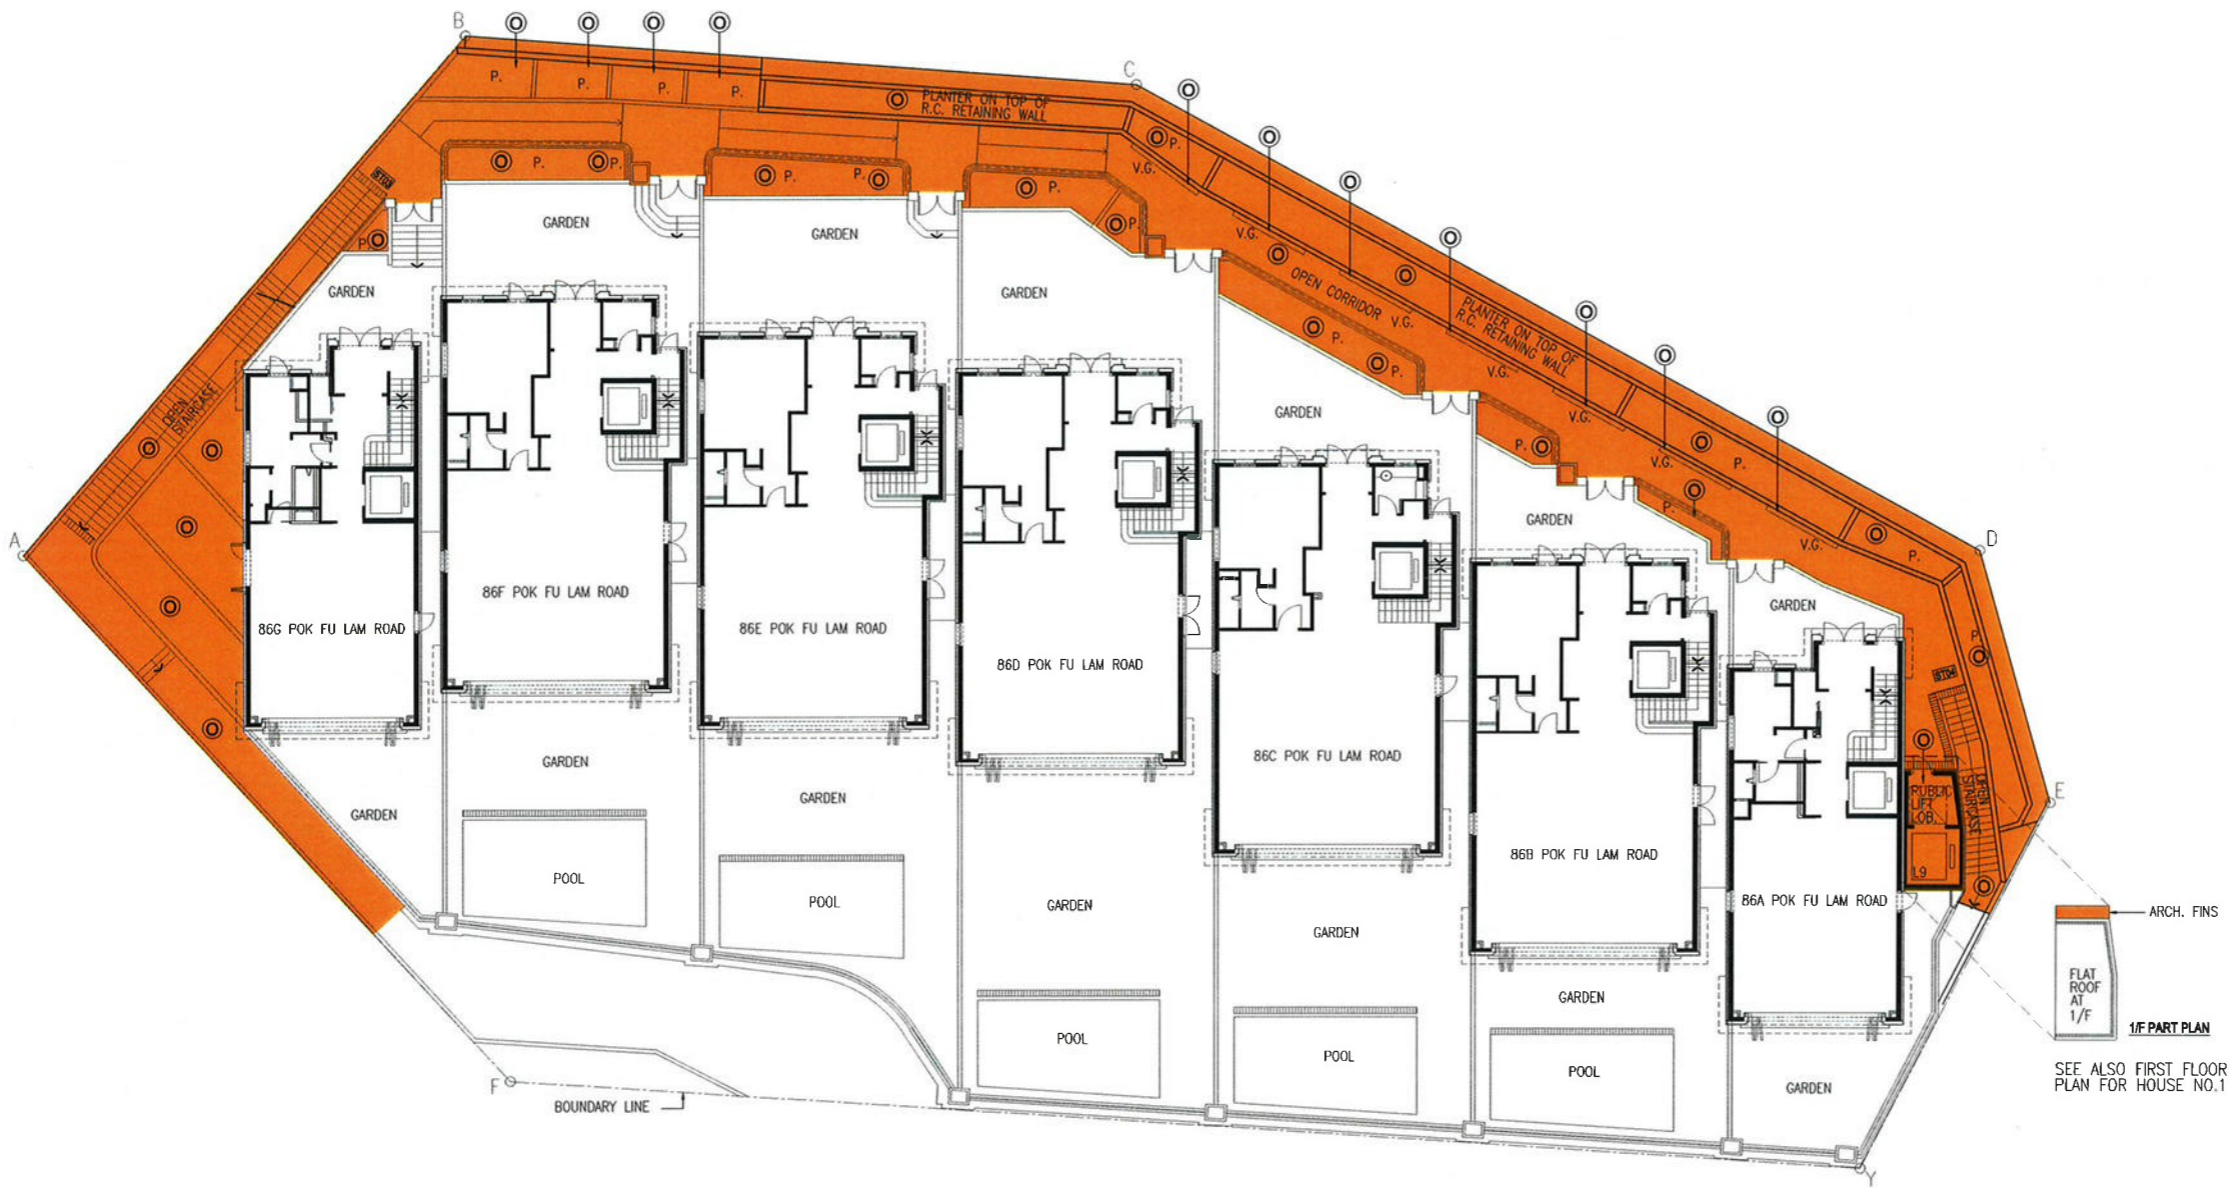 B
O
O
O
O
C
P.
P.
P.
P.
O
PLANTER ON TOP OF
R.C. RETAINING WALL
O
O
P.
O
O
P.
O
P.
O
P.
P.
O
O
P.
V.G.
O
ST03
P.
O
GARDEN
GARDEN
GARDEN
GARDEN
O
P.
V.G.
O
OPEN CORRIDOR
O
O
PLANTER ON TOP OF
R.C. RETAINING WALL
O
O
O
V.G.
O
P.
O
P.
V.G.
V.G.
V.G.
V.G.
O
P.
O
P.
D
OPEN
STAIRCASE
O
O
O
O
O
A
GARDEN
P.
O
O
P.
GARDEN
GARDEN
P.
O
ST04
86G POK FU LAM ROAD
86F POK FU LAM ROAD
86E POK FU LAM ROAD
86D POK FU LAM ROAD
86C POK FU LAM ROAD
86B POK FU LAM ROAD
86A POK FU LAM ROAD
O
PUBLIC
LIFT
LOB.
L9
OPEN
STAIRCASE
O
E
GARDEN
GARDEN
GARDEN
GARDEN
GARDEN
GARDEN
GARDEN
POOL
POOL
POOL
POOL
POOL
ARCH. FINS
FLAT
ROOF
AT
1/F
1/F PART PLAN
SEE ALSO FIRST FLOOR
PLAN FOR HOUSE NO.1
F
BOUNDARY LINE
Y